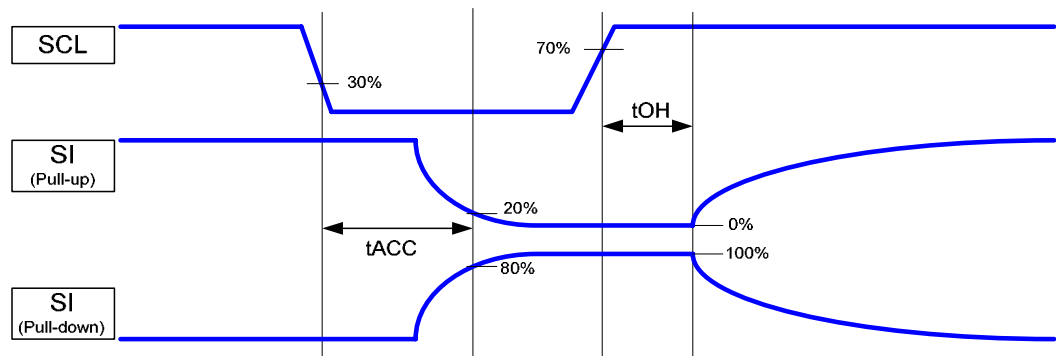 SCL
30%
70%
tOH
SI
(Pull-up)
20%
0%
tACC
80%
100%
SI
(Pull-down)